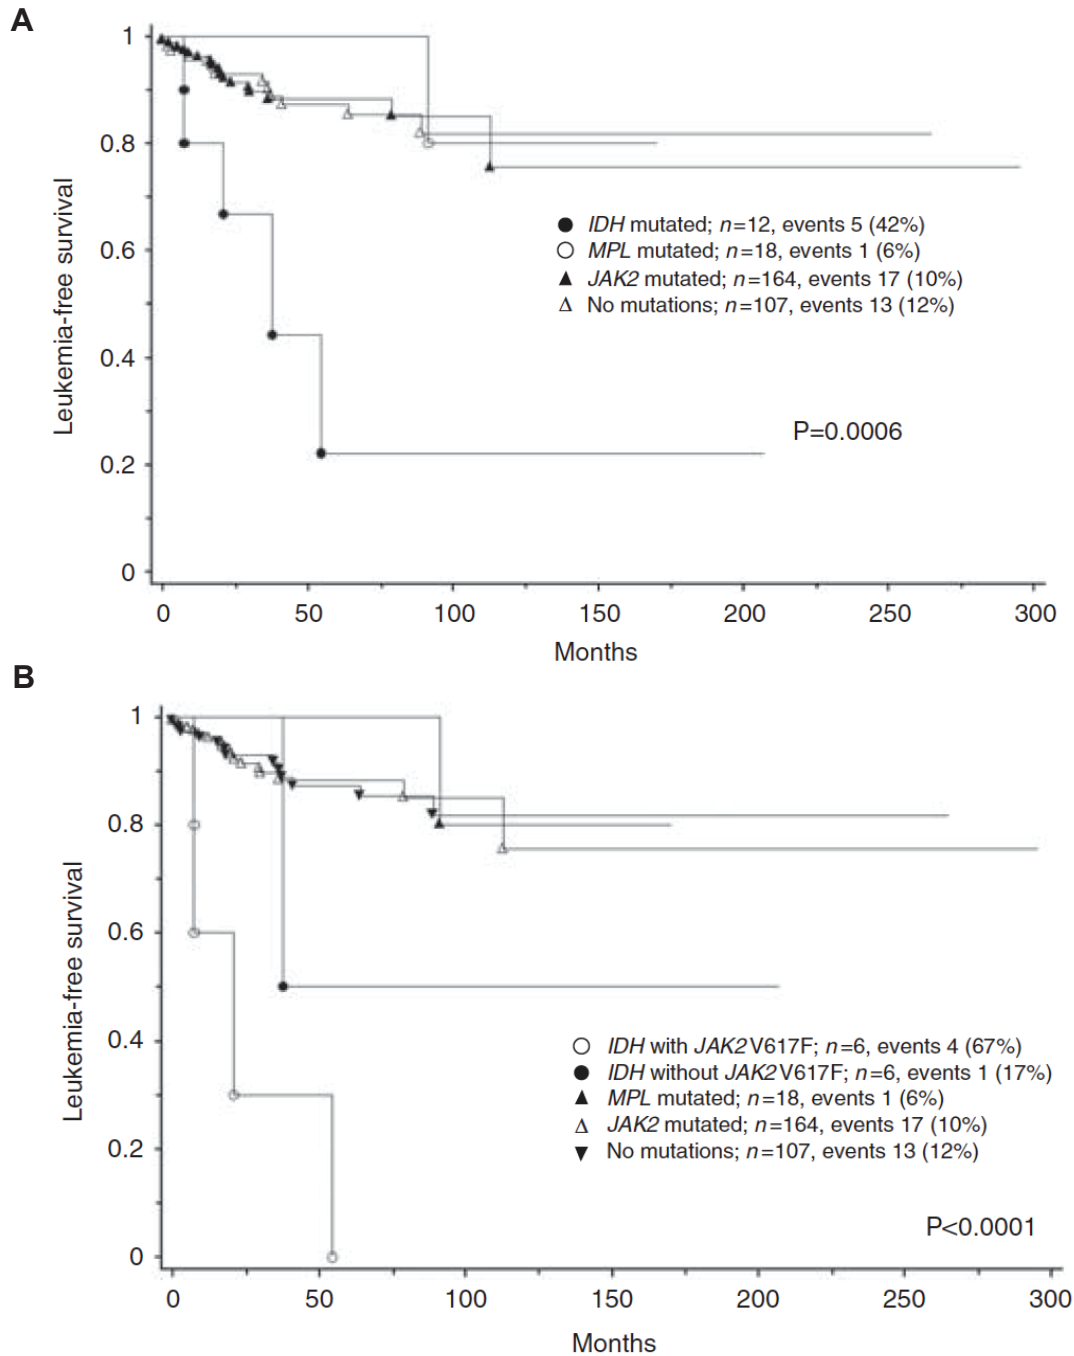 A
1
0.8
0.6
0.4
0.2
0
Leukemia-free survival
IDH mutated; n=12, events 5 (42%)
MPL mutated; n=18, events 1 (6%)
JAK2 mutated; n=164, events 17 (10%)
No mutations; n=107, events 13 (12%)
P=0.0006
0 50 100 150 200 250 300
Months
B
1
0.8
0.6
0.4
0.2
0
Leukemia-free survival
IDH with JAK2V617F; n=6, events 4 (67%)
IDH without JAK2V617F; n=6, events 1 (17%)
MPL mutated; n=18, events 1 (6%)
JAK2 mutated; n=164, events 17 (10%)
No mutations; n=107, events 13 (12%)
P<0.0001
0 50 100 150 200 250 300
Months